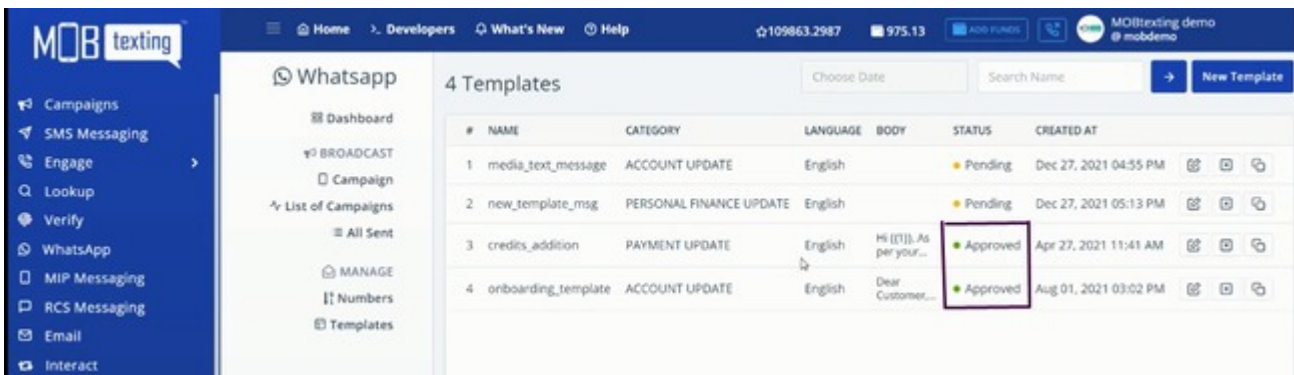 MOB texting
Home Developers What's New Help 109863.2987 975.13 ADD FUNDS MOBtexting demo
@ mobdemo
Campaigns
SMS Messaging
Engage
Lookup
Verify
WhatsApp
MIP Messaging
RCS Messaging
Email
Interact
Whatsapp
Dashboard
BROADCAST
Campaign
List of Campaigns
All Sent
MANAGE
Numbers
Templates
4 Templates Choose Date Search Name New Template
# NAME CATEGORY LANGUAGE BODY STATUS CREATED AT
1 media_text_message ACCOUNT UPDATE English Pending Dec 27, 2021 04:55 PM
2 new_template_msg PERSONAL FINANCE UPDATE English Pending Dec 27, 2021 05:13 PM
3 credits_addition PAYMENT UPDATE English Hi {{1}}, As per your... Approved Apr 27, 2021 11:41 AM
4 onboarding_template ACCOUNT UPDATE English Dear Customer,... Approved Aug 01, 2021 03:02 PM